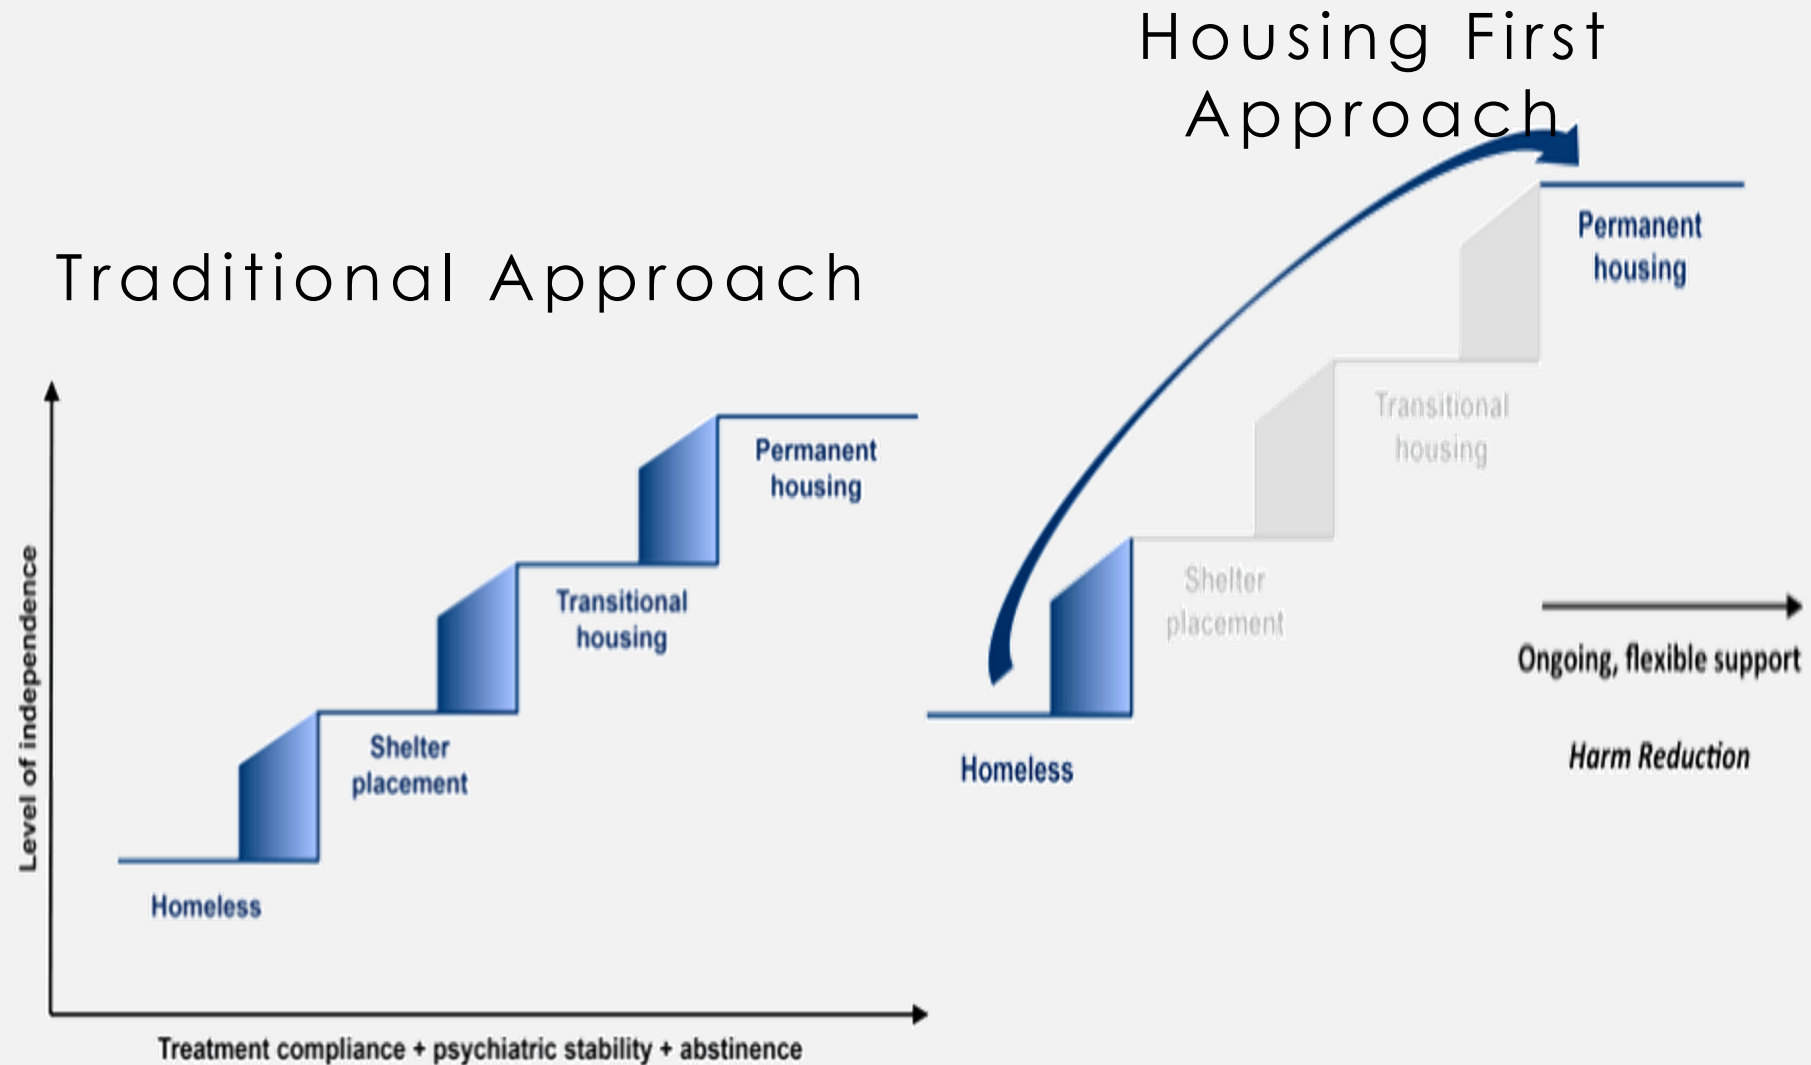 Traditional Approach
Level of independence
Homeless
Shelter
placement
Transitional
housing
Permanent
housing
Treatment compliance + psychiatric stability + abstinence
Housing First
Approach
Homeless
Shelter
placement
Transitional
housing
Permanent
housing
Ongoing, flexible support
Harm Reduction